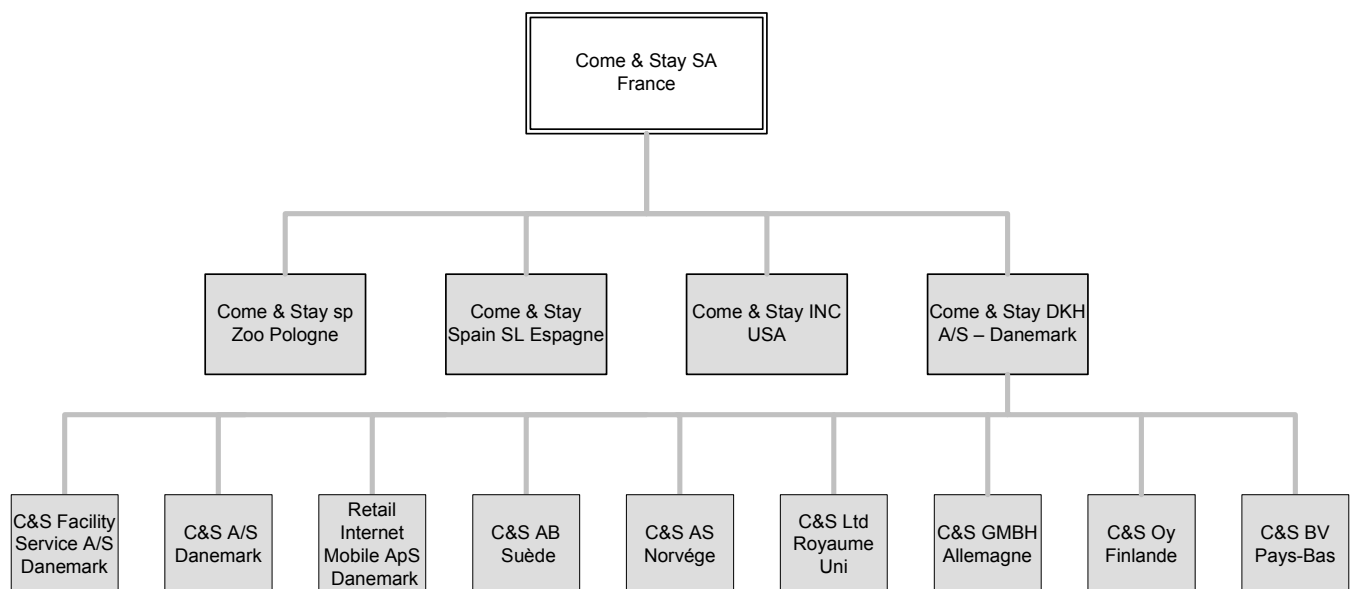 Come & Stay SA
France
Come & Stay sp
Zoo Pologne
Come & Stay
Spain SL Espagne
Come & Stay INC
USA
Come & Stay DKH
A/S – Danemark
C&S Facility
Service A/S
Danemark
C&S A/S
Danemark
Retail
Internet
Mobile ApS
Danemark
C&S AB
Suède
C&S AS
Norvége
C&S Ltd
Royaume
Uni
C&S GMBH
Allemagne
C&S Oy
Finlande
C&S BV
Pays-Bas